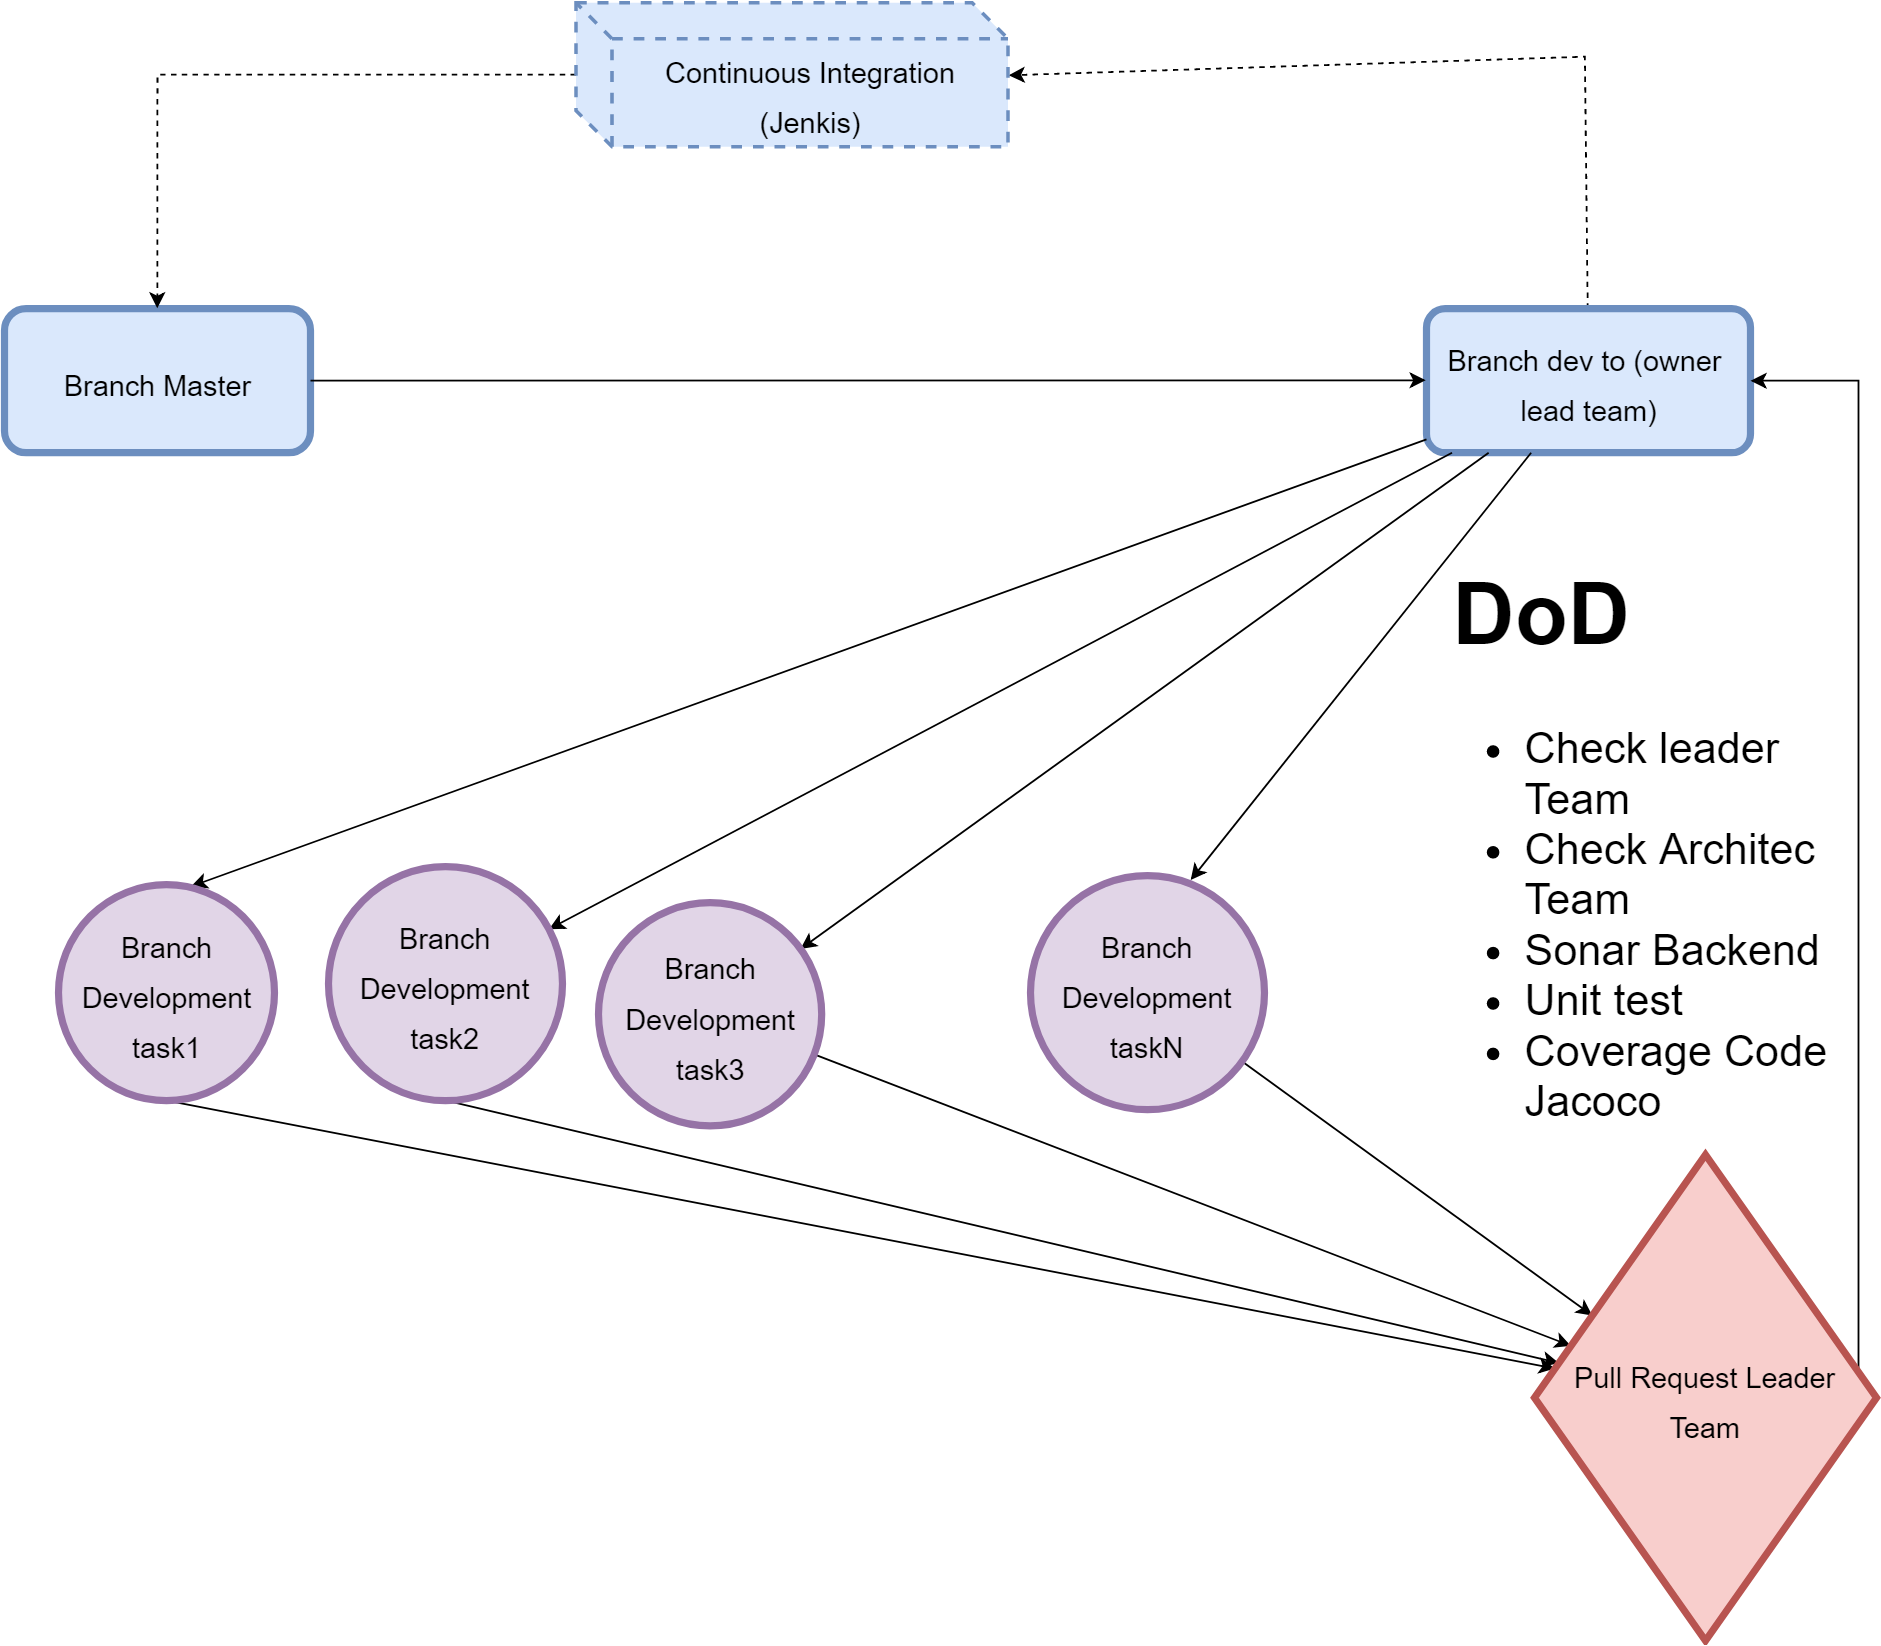 Continuous Integration
(Jenkis)
Branch Master
Branch dev to (owner
lead team)
DoD
• Check leader
Team
• Check Architec
Team
• Sonar Backend
• Unit test
• Coverage Code
Jacoco
Branch
Development
task1
Branch
Development
task2
Branch
Development
task3
Branch
Development
taskN
Pull Request Leader
Team